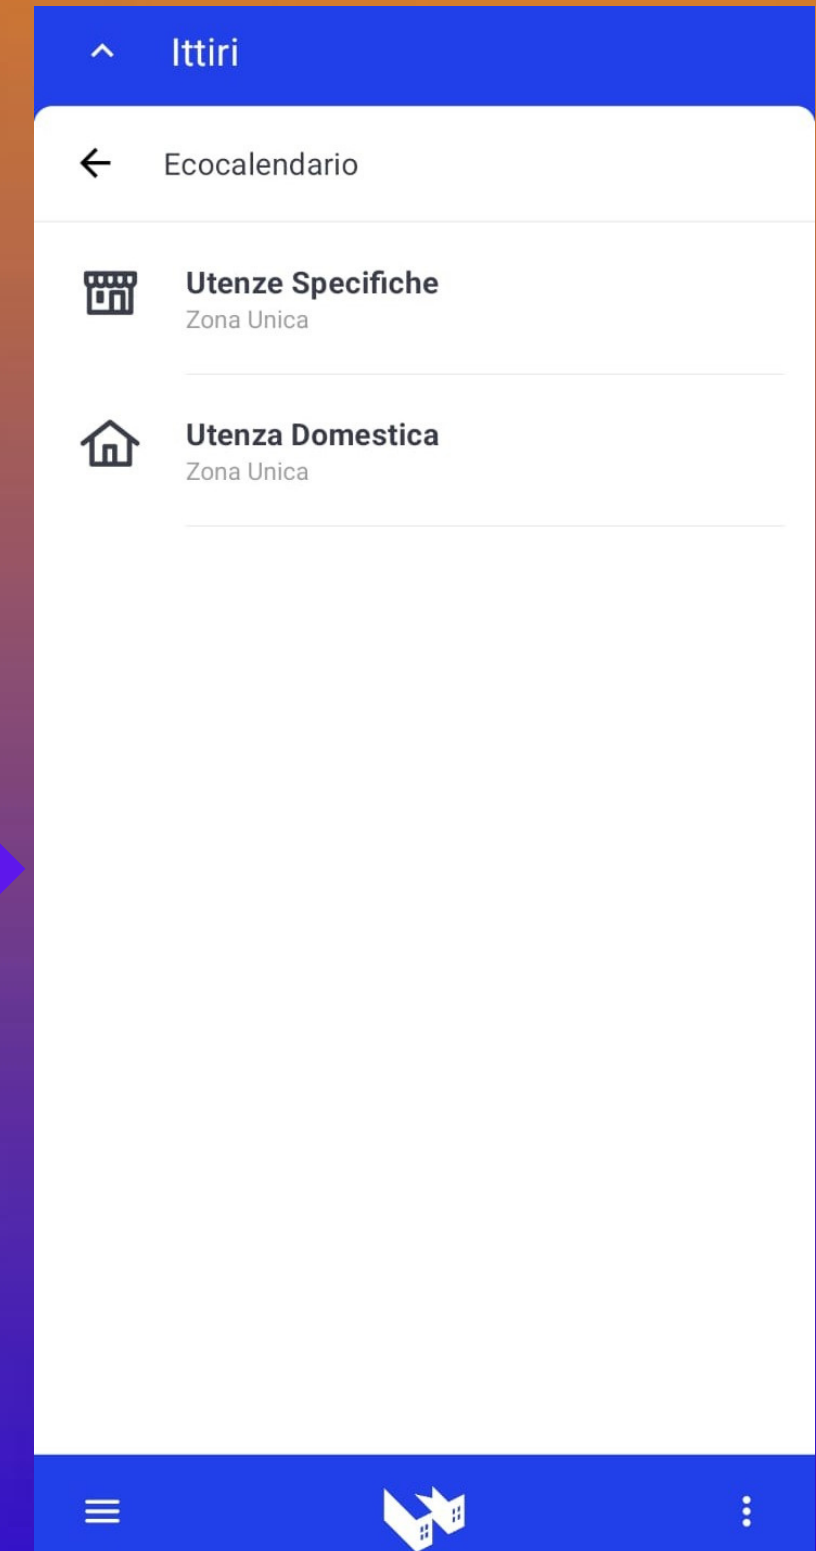 Ittiri
Ecocalendario
Utenze Specifiche
Zona Unica
Utenza Domestica
Zona Unica